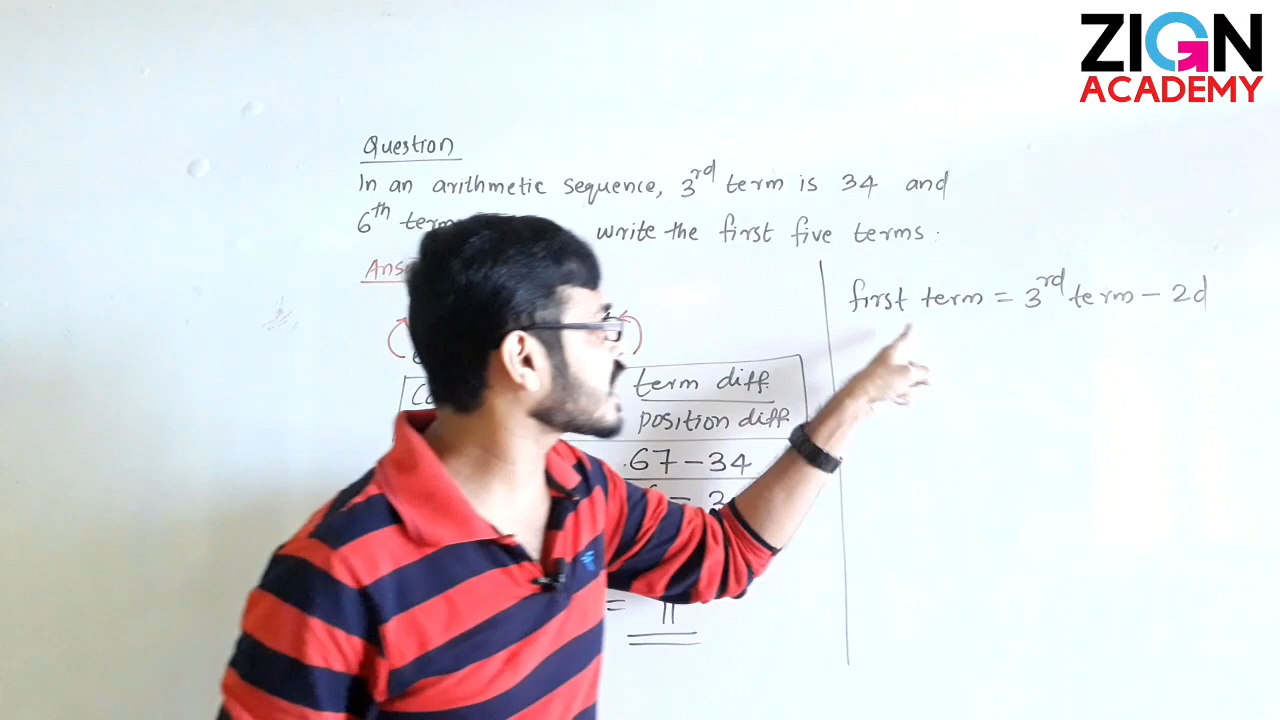 ZIGN
ACADEMY
Question
In an arithmetic sequence, 3rd term is 34 and
6th term write the first five terms.
Ans
first term = 3rd term - 2d
term diff.
position diff
67 - 34
= 11